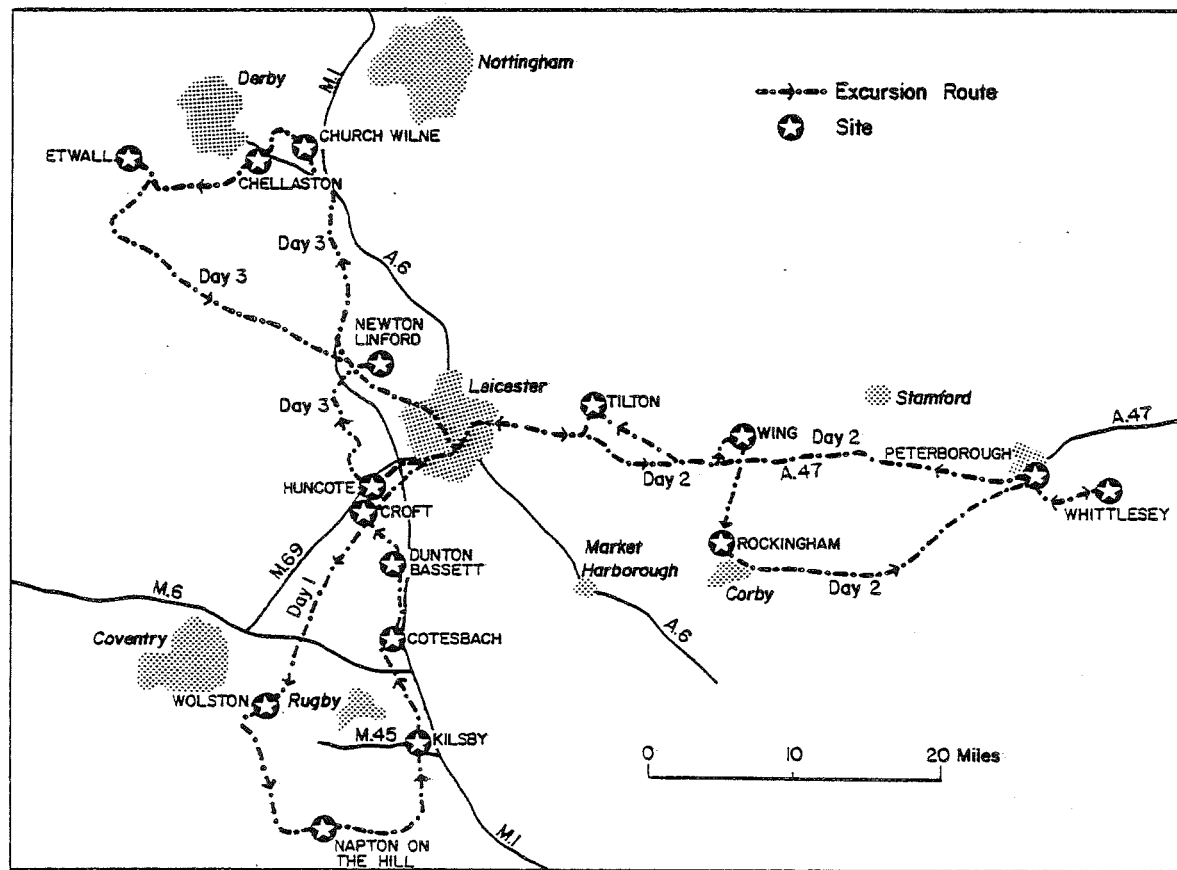 Nottingham
Derby
M.1
Excursion Route
Site
CHURCH WILNE
ETWALL
CHELLASTON
Day 3
A.6
Day 3
NEWTON
LINFORD
Leicester
Day 3
TILTON
Stamford
A.47
WING
Day 2
PETERBOROUGH
A.47
Day 2
HUNCOTE
CROFT
WHITTLESEY
ROCKINGHAM
DUNTON
BASSETT
Market
Harborough
Corby
Day 2
M.69
Day 1
M.6
A.6
Coventry
COTESBACH
WOLSTON
Rugby
M.45
KILSBY
0 10 20 Miles
NAPTON ON
THE HILL
M.1